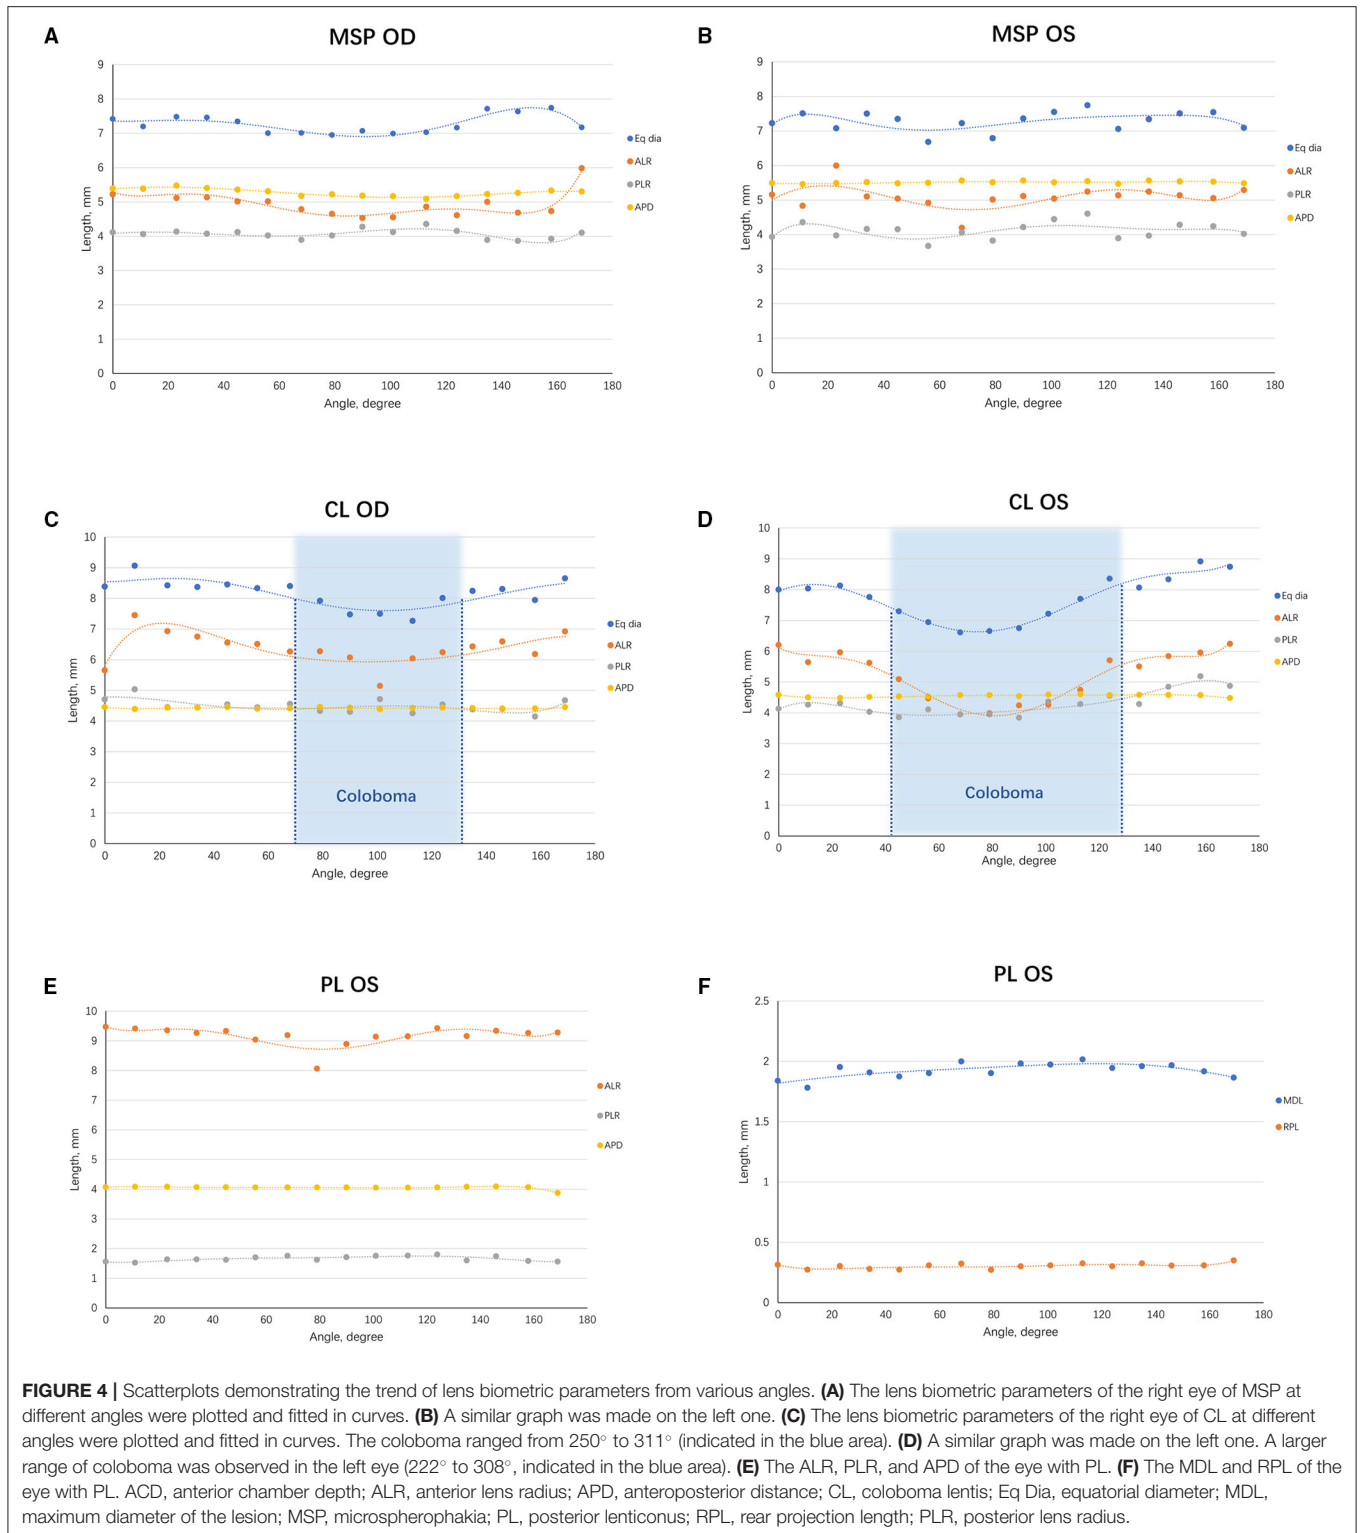 A
MSP OD
9
8
7
6
5
4
3
2
1
0
Length, mm
0 20 40 60 80 100 120 140 160 180
Angle, degree
Eq dia
ALR
PLR
APD
B
MSP OS
9
8
7
6
5
4
3
2
1
0
Length, mm
0 20 40 60 80 100 120 140 160 180
Angle, degree
Eq dia
ALR
PLR
APD
C
CL OD
10
9
8
7
6
5
4
3
2
1
0
Length, mm
Coloboma
0 20 40 60 80 100 120 140 160 180
Angle, degree
Eq dia
ALR
PLR
APD
D
CL OS
10
9
8
7
6
5
4
3
2
1
0
Length, mm
Coloboma
0 20 40 60 80 100 120 140 160 180
Angle, degree
Eq dia
ALR
PLR
APD
E
PL OS
10
9
8
7
6
5
4
3
2
1
0
Length, mm
0 20 40 60 80 100 120 140 160 180
Angle, degree
ALR
PLR
APD
F
PL OS
2.5
2
1.5
1
0.5
0
Length, mm
0 20 40 60 80 100 120 140 160 180
Angle, degree
MDL
RPL
FIGURE 4 | Scatterplots demonstrating the trend of lens biometric parameters from various angles. (A) The lens biometric parameters of the right eye of MSP at
different angles were plotted and fitted in curves. (B) A similar graph was made on the left one. (C) The lens biometric parameters of the right eye of CL at different
angles were plotted and fitted in curves. The coloboma ranged from 250° to 311° (indicated in the blue area). (D) A similar graph was made on the left one. A larger
range of coloboma was observed in the left eye (222° to 308°, indicated in the blue area). (E) The ALR, PLR, and APD of the eye with PL. (F) The MDL and RPL of the
eye with PL. ACD, anterior chamber depth; ALR, anterior lens radius; APD, anteroposterior distance; CL, coloboma lentis; Eq Dia, equatorial diameter; MDL,
maximum diameter of the lesion; MSP, microspherophakia; PL, posterior lenticonus; RPL, rear projection length; PLR, posterior lens radius.